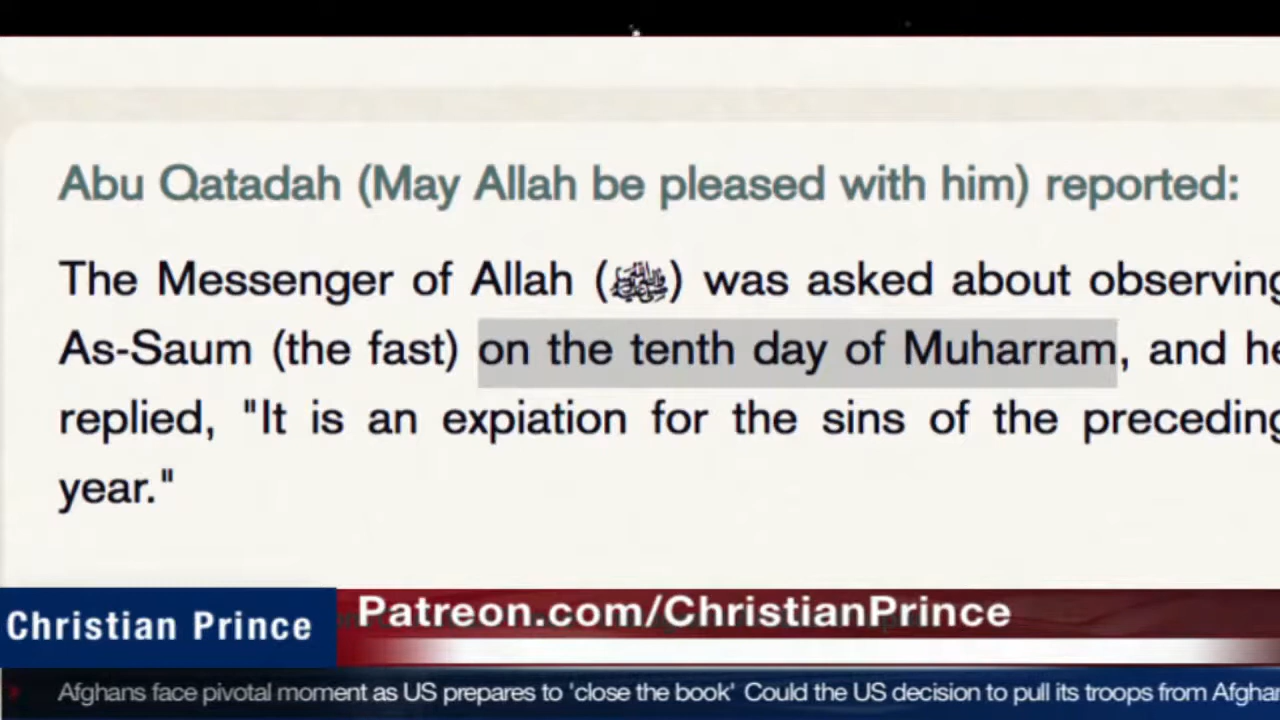 Abu Qatadah (May Allah be pleased with him) reported:
The Messenger of Allah (ﷺ) was asked about observing
As-Saum (the fast) on the tenth day of Muharram, and he
replied, "It is an expiation for the sins of the preceding
year."
Christian Prince
Patreon.com/ChristianPrince
Afghans face pivotal moment as US prepares to 'close the book' Could the US decision to pull its troops from Afghan